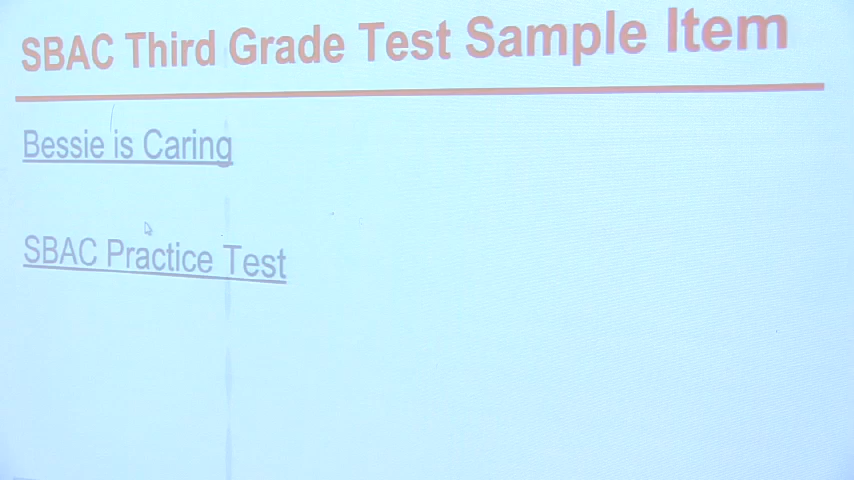 SBAC Third Grade Test Sample Item
Bessie is Caring
SBAC Practice Test